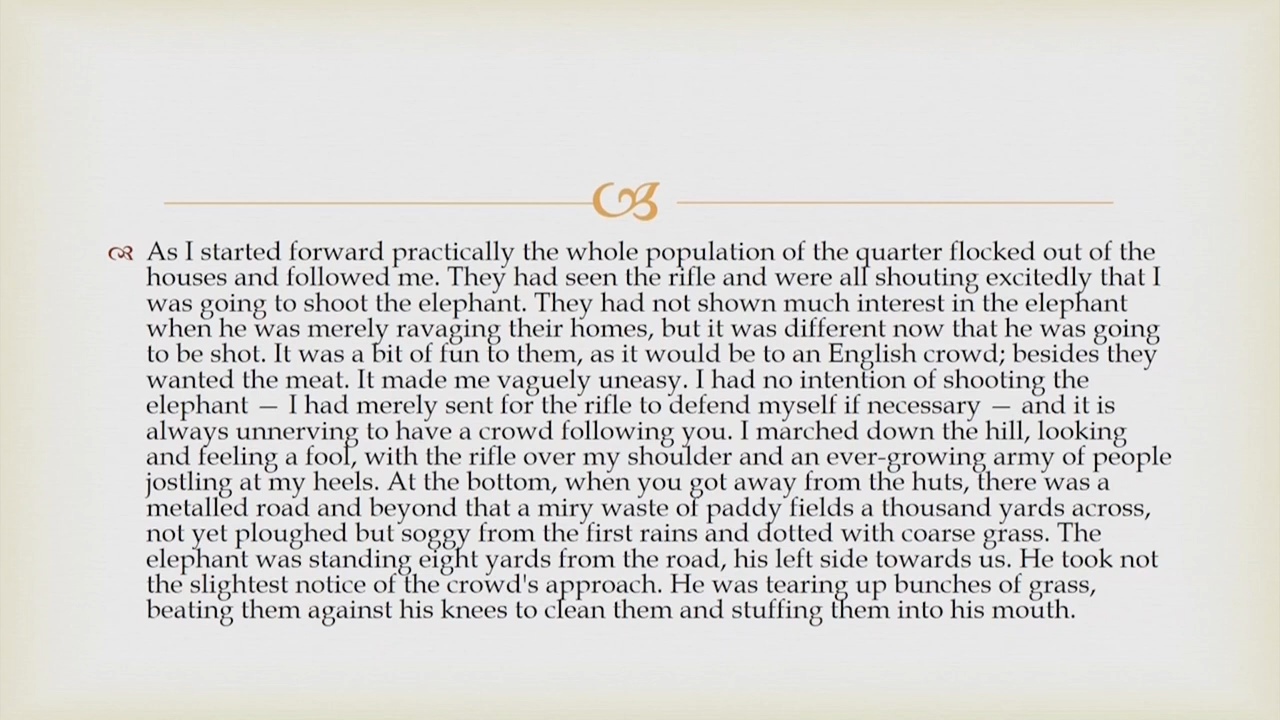 As I started forward practically the whole population of the quarter flocked out of the
houses and followed me. They had seen the rifle and were all shouting excitedly that I
was going to shoot the elephant. They had not shown much interest in the elephant
when he was merely ravaging their homes, but it was different now that he was going
to be shot. It was a bit of fun to them, as it would be to an English crowd; besides they
wanted the meat. It made me vaguely uneasy. I had no intention of shooting the
elephant — I had merely sent for the rifle to defend myself if necessary — and it is
always unnerving to have a crowd following you. I marched down the hill, looking
and feeling a fool, with the rifle over my shoulder and an ever-growing army of people
jostling at my heels. At the bottom, when you got away from the huts, there was a
metalled road and beyond that a miry waste of paddy fields a thousand yards across,
not yet ploughed but soggy from the first rains and dotted with coarse grass. The
elephant was standing eight yards from the road, his left side towards us. He took not
the slightest notice of the crowd's approach. He was tearing up bunches of grass,
beating them against his knees to clean them and stuffing them into his mouth.